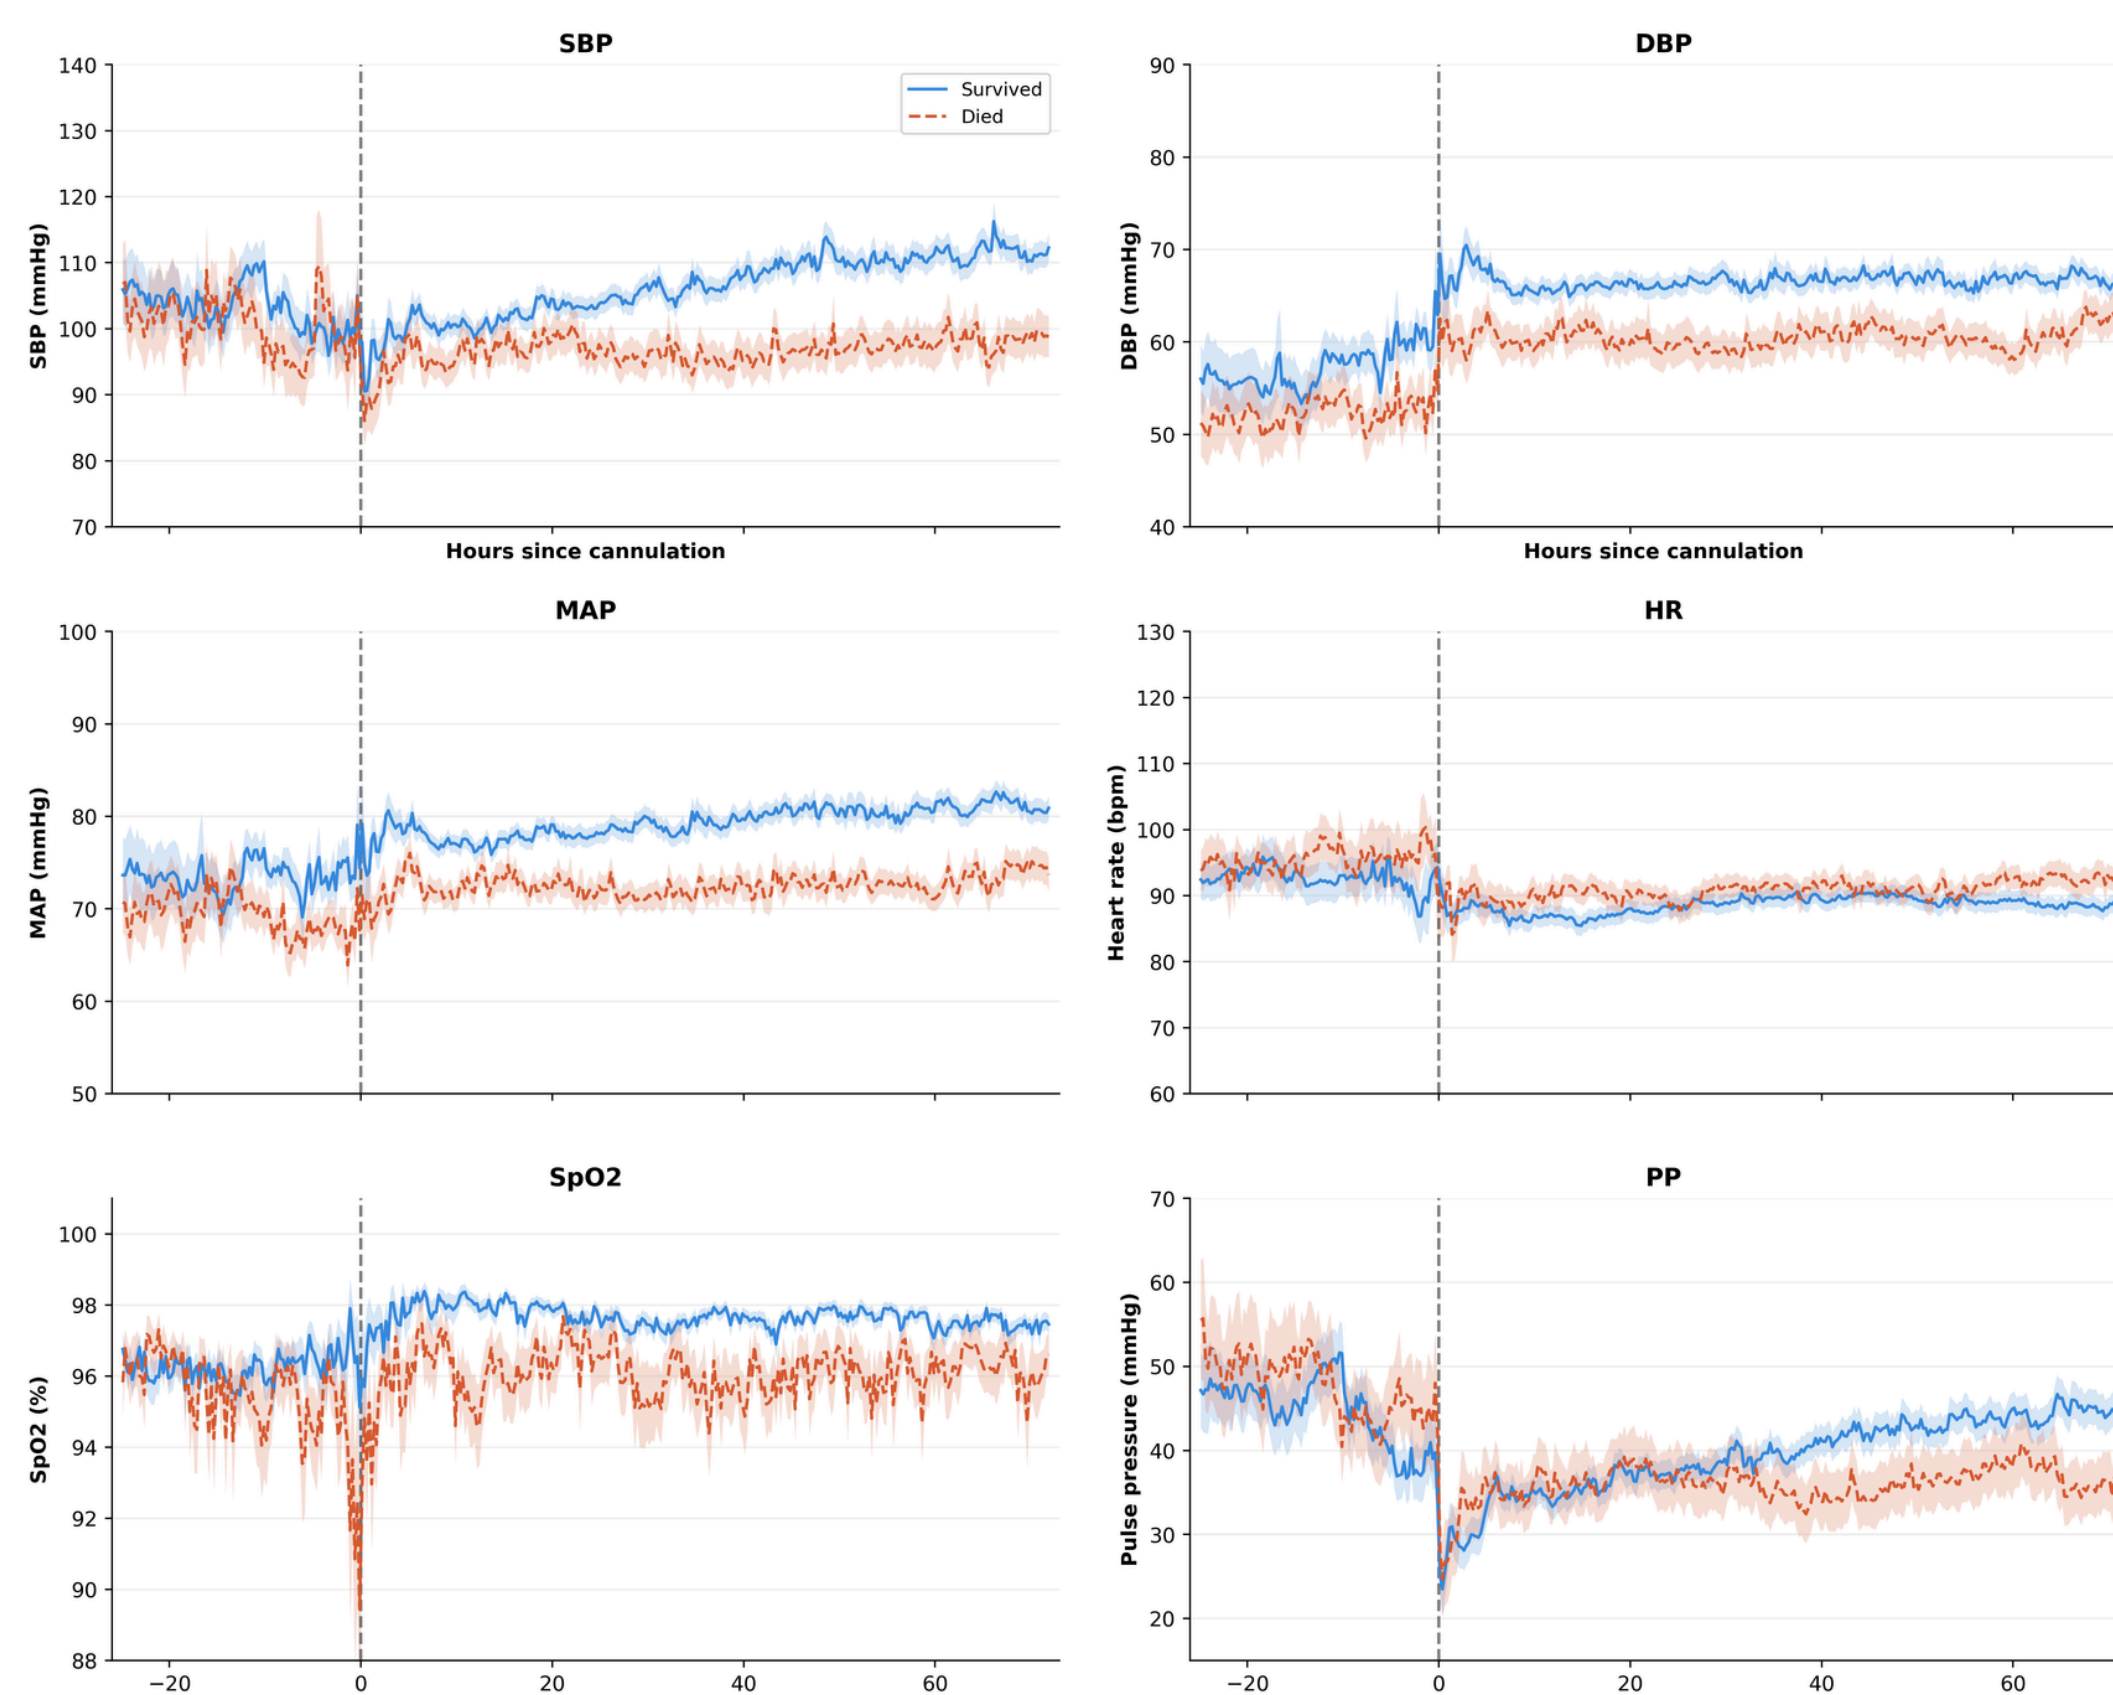 SBP
140
130
120
110
100
90
80
70
SBP (mmHg)
Survived
Died
Hours since cannulation
DBP
90
80
70
60
50
40
DBP (mmHg)
Hours since cannulation
MAP
100
90
80
70
60
50
MAP (mmHg)
HR
130
120
110
100
90
80
70
60
Heart rate (bpm)
SpO2
100
98
96
94
92
90
88
SpO2 (%)
−20 0 20 40 60
PP
70
60
50
40
30
20
Pulse pressure (mmHg)
−20 0 20 40 60